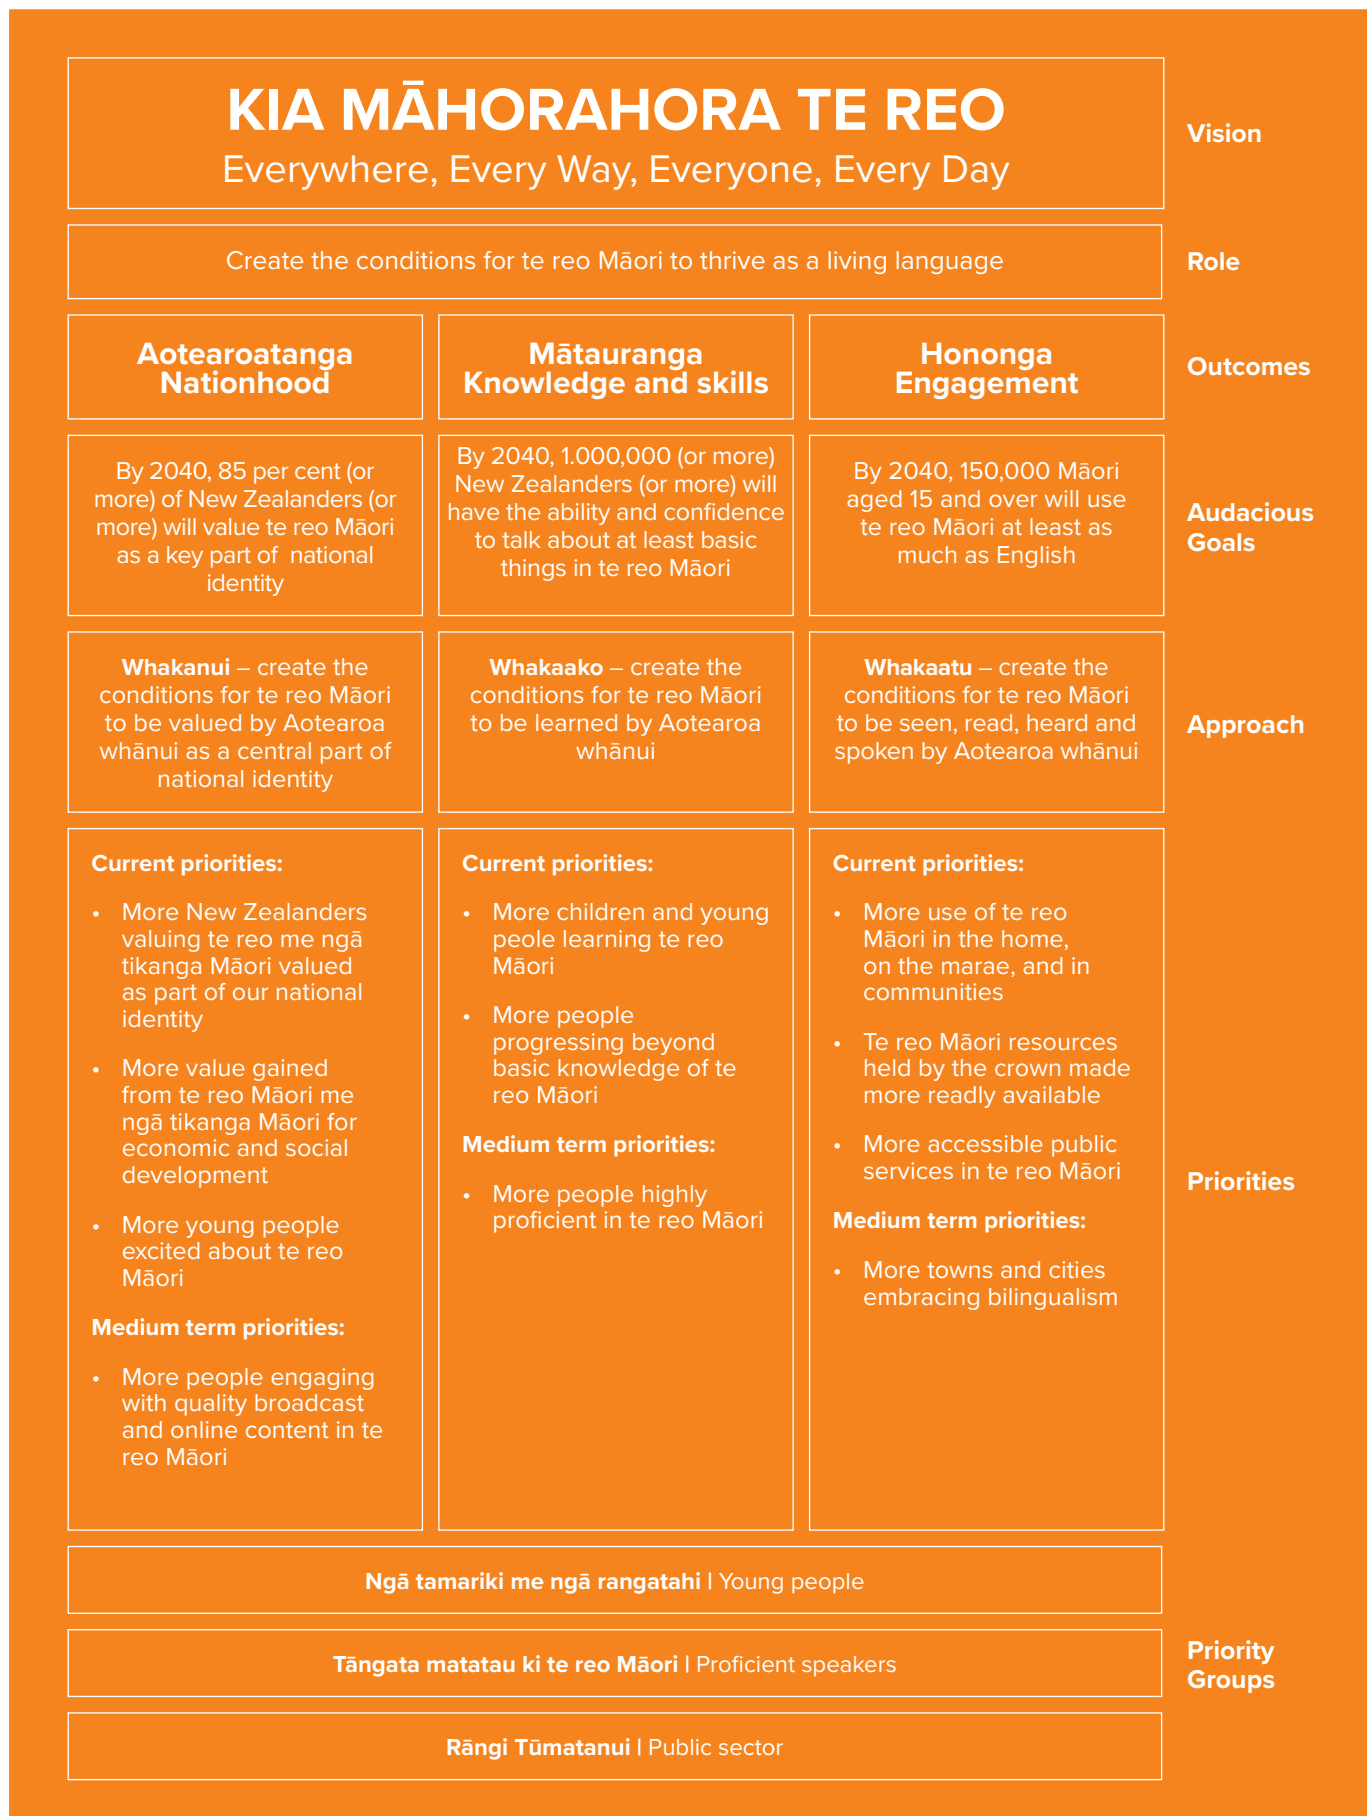 KIA MĀHORAHORA TE REO
Everywhere, Every Way, Everyone, Every Day
Vision
Create the conditions for te reo Māori to thrive as a living language
Role
Aotearoatanga
Nationhood
Mātauranga
Knowledge and skills
Hononga
Engagement
Outcomes
By 2040, 85 per cent (or
more) of New Zealanders (or
more) will value te reo Māori
as a key part of national
identity
By 2040, 1.000,000 (or more)
New Zealanders (or more) will
have the ability and confidence
to talk about at least basic
things in te reo Māori
By 2040, 150,000 Māori
aged 15 and over will use
te reo Māori at least as
much as English
Audacious
Goals
Whakanui – create the
conditions for te reo Māori
to be valued by Aotearoa
whānui as a central part of
national identity
Whakaako – create the
conditions for te reo Māori
to be learned by Aotearoa
whānui
Whakaatu – create the
conditions for te reo Māori
to be seen, read, heard and
spoken by Aotearoa whānui
Approach
Current priorities:
• More New Zealanders
valuing te reo me ngā
tikanga Māori valued
as part of our national
identity
• More value gained
from te reo Māori me
ngā tikanga Māori for
economic and social
development
• More young people
excited about te reo
Māori
Medium term priorities:
• More people engaging
with quality broadcast
and online content in te
reo Māori
Current priorities:
• More children and young
peole learning te reo
Māori
• More people
progressing beyond
basic knowledge of te
reo Māori
Medium term priorities:
• More people highly
proficient in te reo Māori
Current priorities:
• More use of te reo
Māori in the home,
on the marae, and in
communities
• Te reo Māori resources
held by the crown made
more readly available
• More accessible public
services in te reo Māori
Medium term priorities:
• More towns and cities
embracing bilingualism
Priorities
Ngā tamariki me ngā rangatahi | Young people
Tāngata matatau ki te reo Māori | Proficient speakers
Rāngi Tūmatanui | Public sector
Priority
Groups